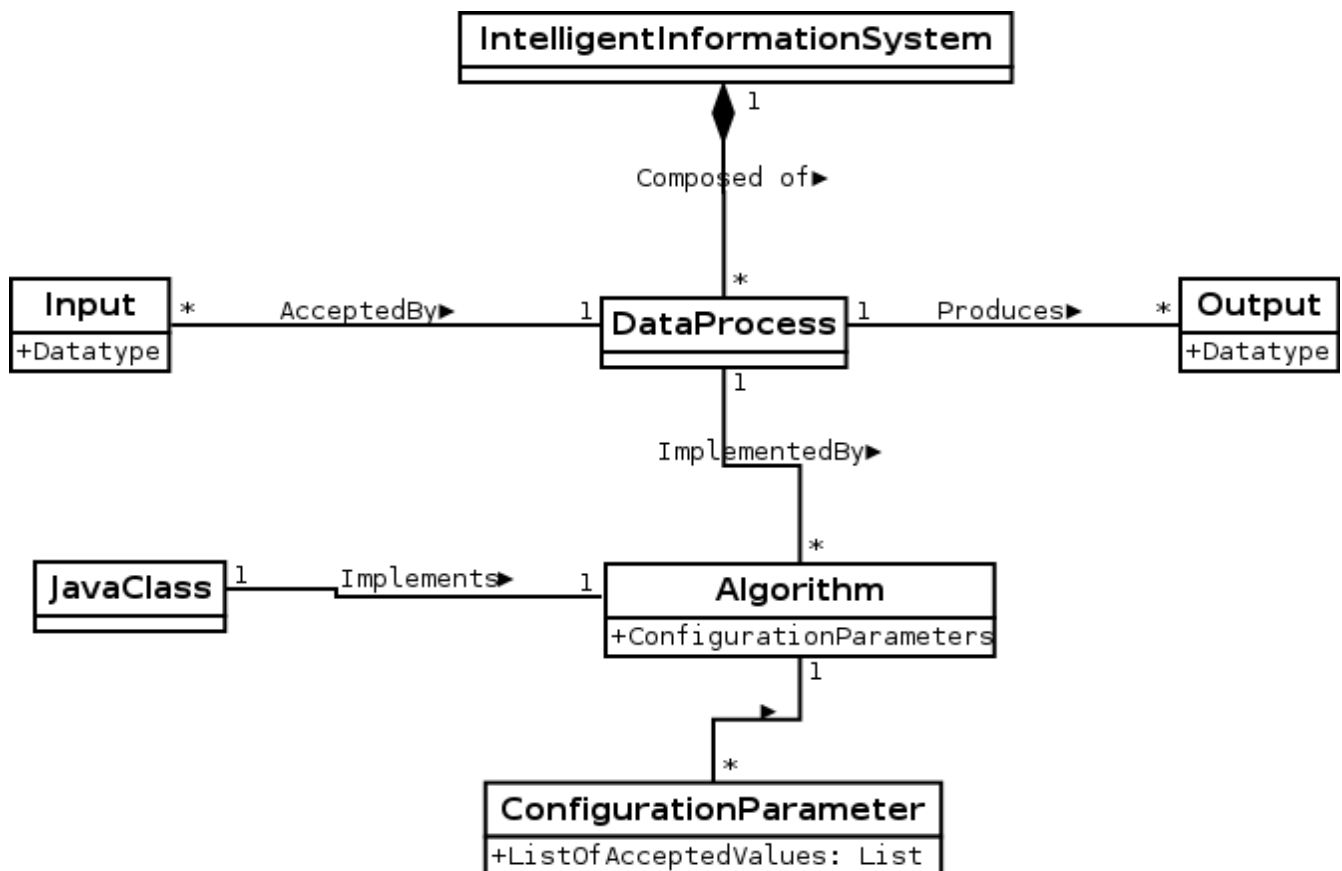 IntelligentInformationSystem
1
Composed of▶
*
Input
+Datatype
*
AcceptedBy▶
1
DataProcess
1
Produces▶
*
Output
+Datatype
1
ImplementedBy▶
*
JavaClass
1
Implements▶
1
Algorithm
+ConfigurationParameters
1
▶
*
ConfigurationParameter
+ListOfAcceptedValues: List